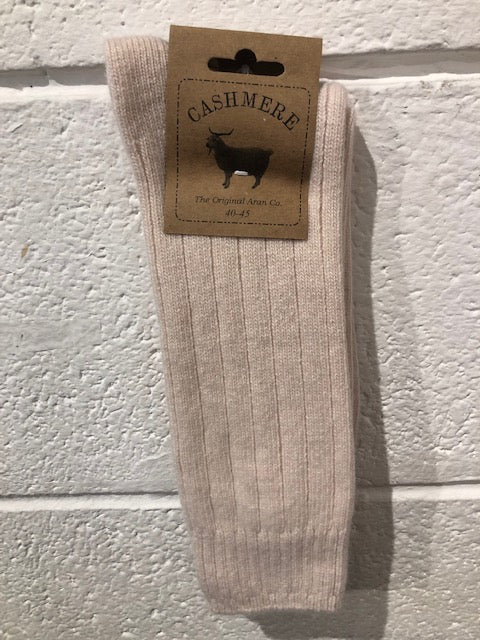 CASHMERE
The Original Aran Co.
40-45